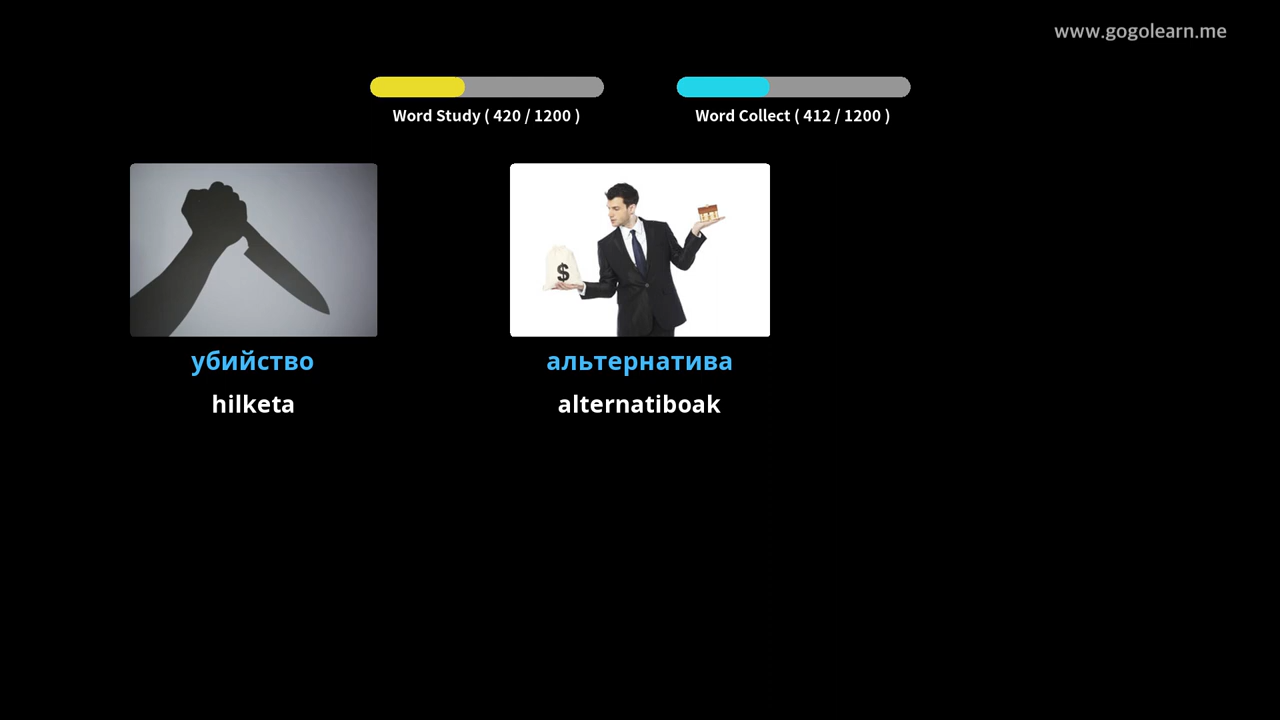 www.gogolearn.me
Word Study ( 420 / 1200 )
Word Collect ( 412 / 1200 )
$
убийство
hilketa
альтернатива
alternatiboak